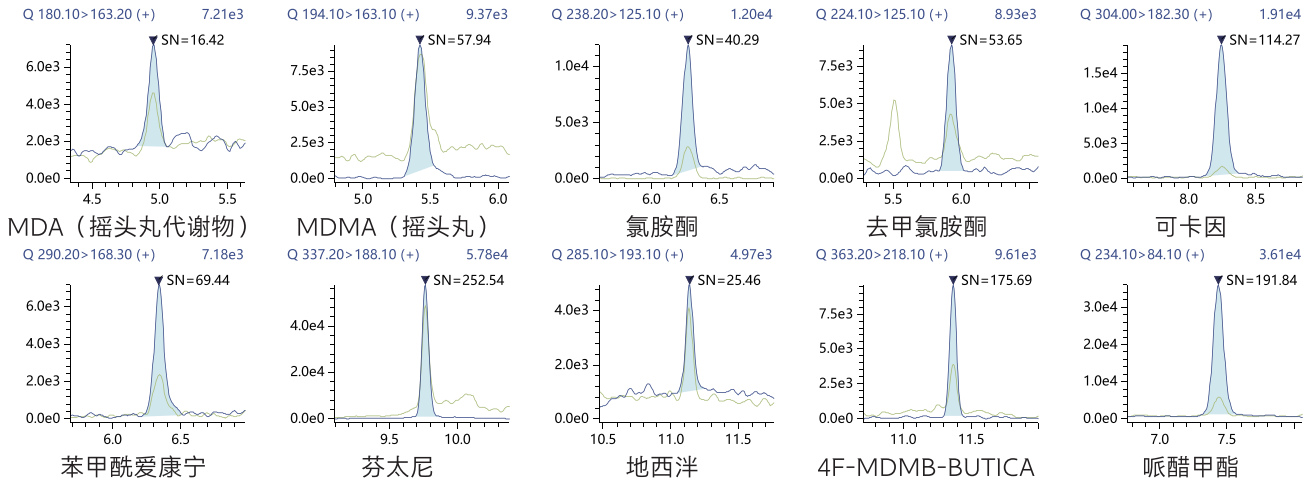 Q 180.10>163.20 (+) 7.21e3
SN=16.42
6.0e3
4.0e3
2.0e3
0.0e0
4.5 5.0 5.5
MDA（摇头丸代谢物）
Q 194.10>163.10 (+) 9.37e3
SN=57.94
7.5e3
5.0e3
2.5e3
0.0e0
5.0 5.5 6.0
MDMA（摇头丸）
Q 238.20>125.10 (+) 1.20e4
SN=40.29
1.0e4
5.0e3
0.0e0
6.0 6.5
氯胺酮
Q 224.10>125.10 (+) 8.93e3
SN=53.65
7.5e3
5.0e3
2.5e3
0.0e0
5.5 6.0
去甲氯胺酮
Q 304.00>182.30 (+) 1.91e4
SN=114.27
1.5e4
1.0e4
5.0e3
0.0e0
8.0 8.5
可卡因
Q 290.20>168.30 (+) 7.18e3
SN=69.44
6.0e3
4.0e3
2.0e3
0.0e0
6.0 6.5
苯甲酰爱康宁
Q 337.20>188.10 (+) 5.78e4
SN=252.54
4.0e4
2.0e4
0.0e0
9.5 10.0
芬太尼
Q 285.10>193.10 (+) 4.97e3
SN=25.46
4.0e3
2.0e3
0.0e0
10.5 11.0 11.5
地西泮
Q 363.20>218.10 (+) 9.61e3
SN=175.69
7.5e3
5.0e3
2.5e3
0.0e0
11.0 11.5
4F-MDMB-BUTICA
Q 234.10>84.10 (+) 3.61e4
SN=191.84
3.0e4
2.0e4
1.0e4
0.0e0
7.0 7.5
哌醋甲酯